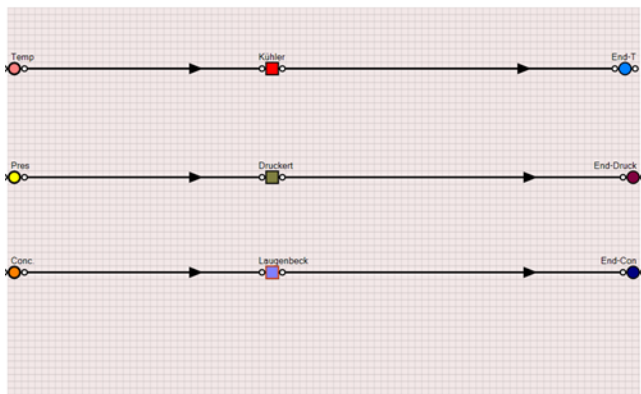 Temp Kühler End-T
Pres Druckert End-Druck
Conc. Laugenbeck End-Con